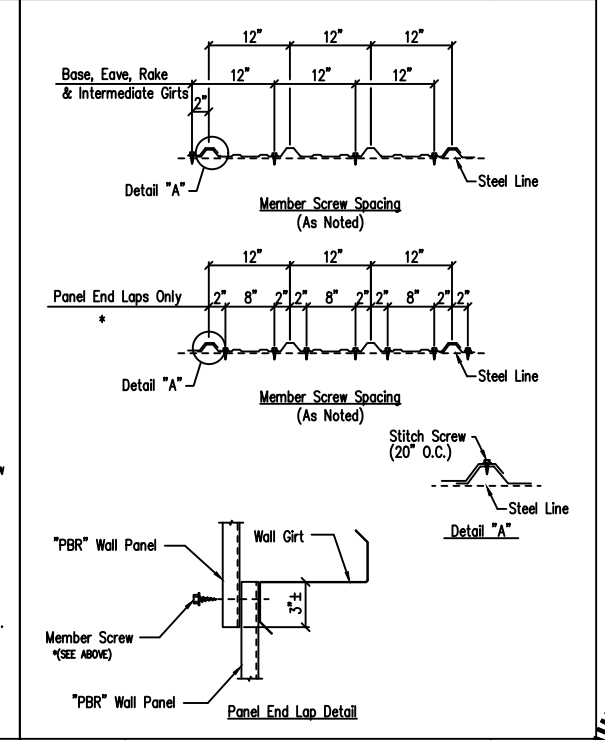 12" 12" 12"
Base, Eave, Rake
& Intermediate Girts
12" 12" 12"
2"
Detail "A"
Steel Line
Member Screw Spacing
(As Noted)
12" 12" 12"
Panel End Laps Only
*
2" 8" 2" 2" 8" 2" 2" 8" 2" 2"
Detail "A"
Steel Line
Member Screw Spacing
(As Noted)
Stitch Screw
(20" O.C.)
Steel Line
Detail "A"
"PBR" Wall Panel
Wall Girt
3"±
Member Screw
*(SEE ABOVE)
"PBR" Wall Panel
Panel End Lap Detail